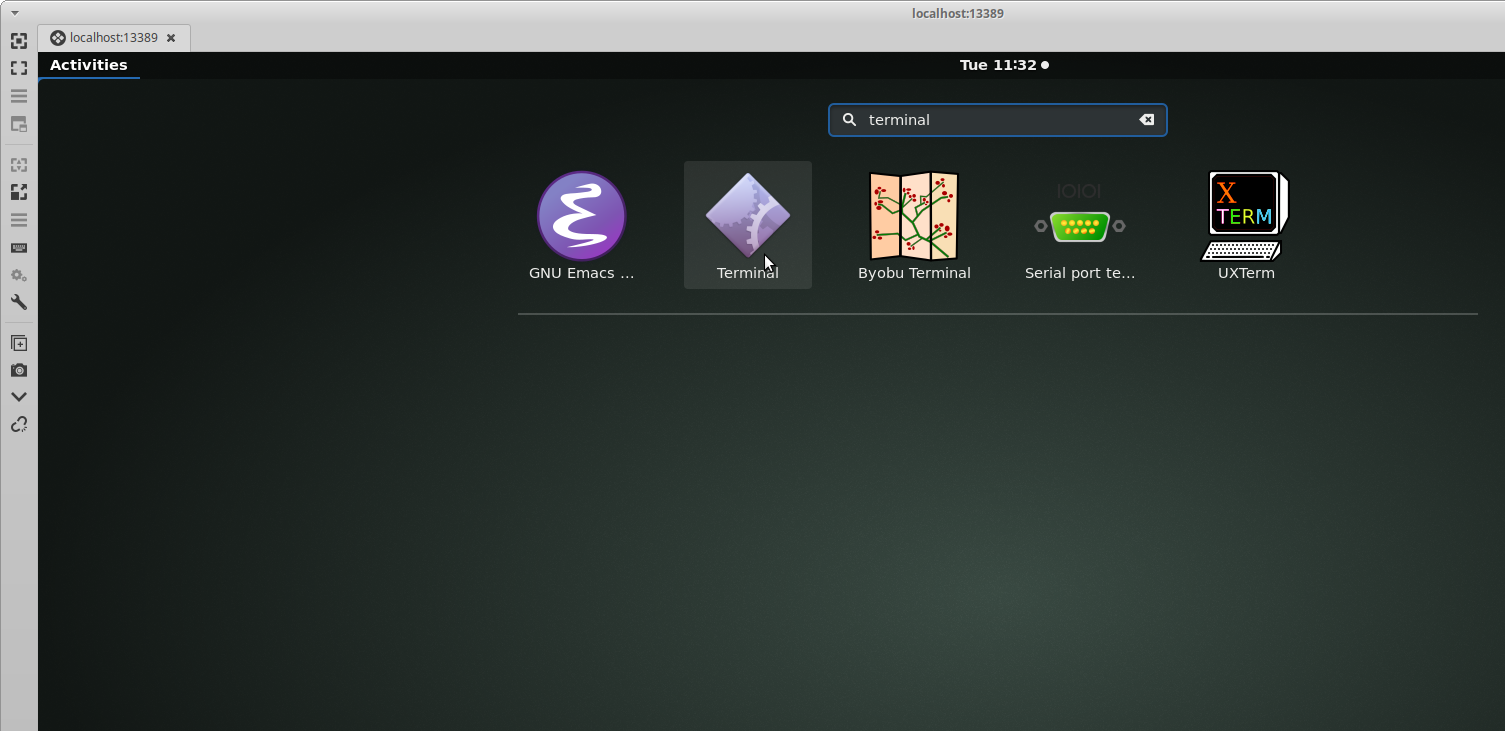 localhost:13389
localhost:13389
Activities
Tue 11:32
terminal
IOIOI
X
TERM
GNU Emacs ...
Terminal
Byobu Terminal
Serial port te...
UXTerm